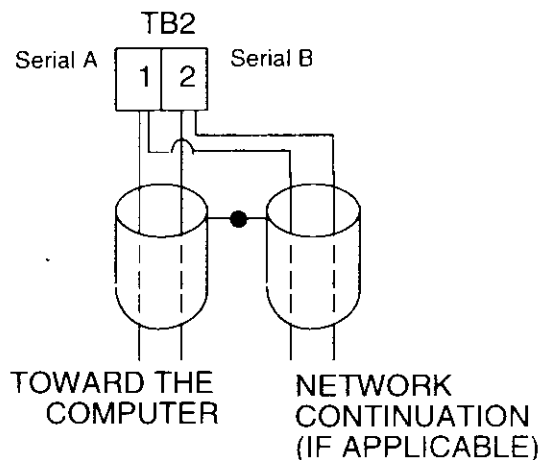 TB2
Serial A
1 2
Serial B
TOWARD THE
COMPUTER
NETWORK
CONTINUATION
(IF APPLICABLE)